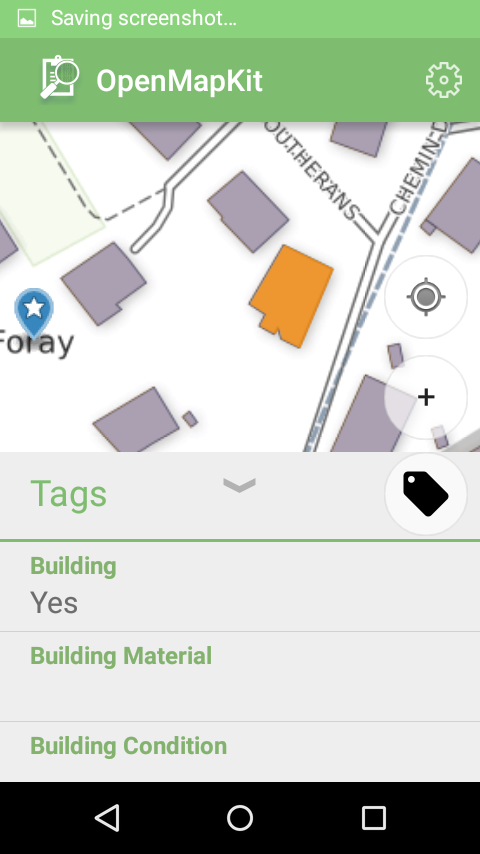 Saving screenshot...
OpenMapKit
OUTHERANS
CHEMIN D
Foray
+
Tags
Building
Yes
Building Material
Building Condition